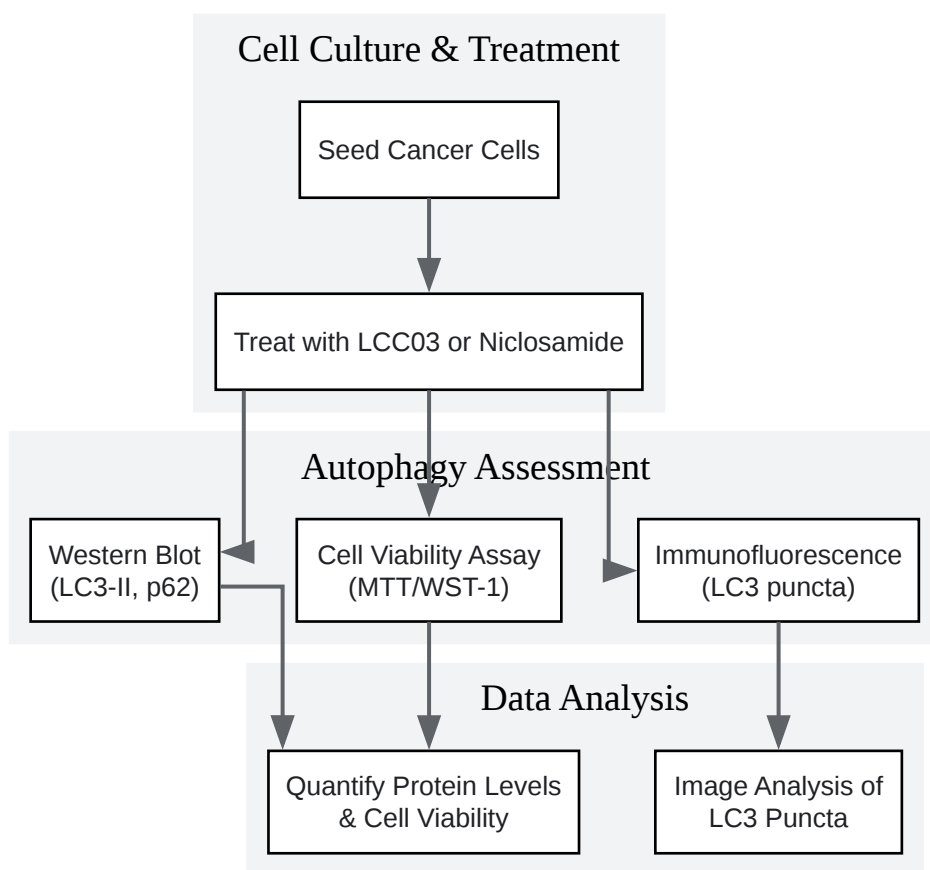 Cell Culture & Treatment
Seed Cancer Cells
Treat with LCC03 or Niclosamide
Autophagy Assessment
Western Blot
(LC3-II, p62)
Cell Viability Assay
(MTT/WST-1)
Immunofluorescence
(LC3 puncta)
Data Analysis
Quantify Protein Levels
& Cell Viability
Image Analysis of
LC3 Puncta